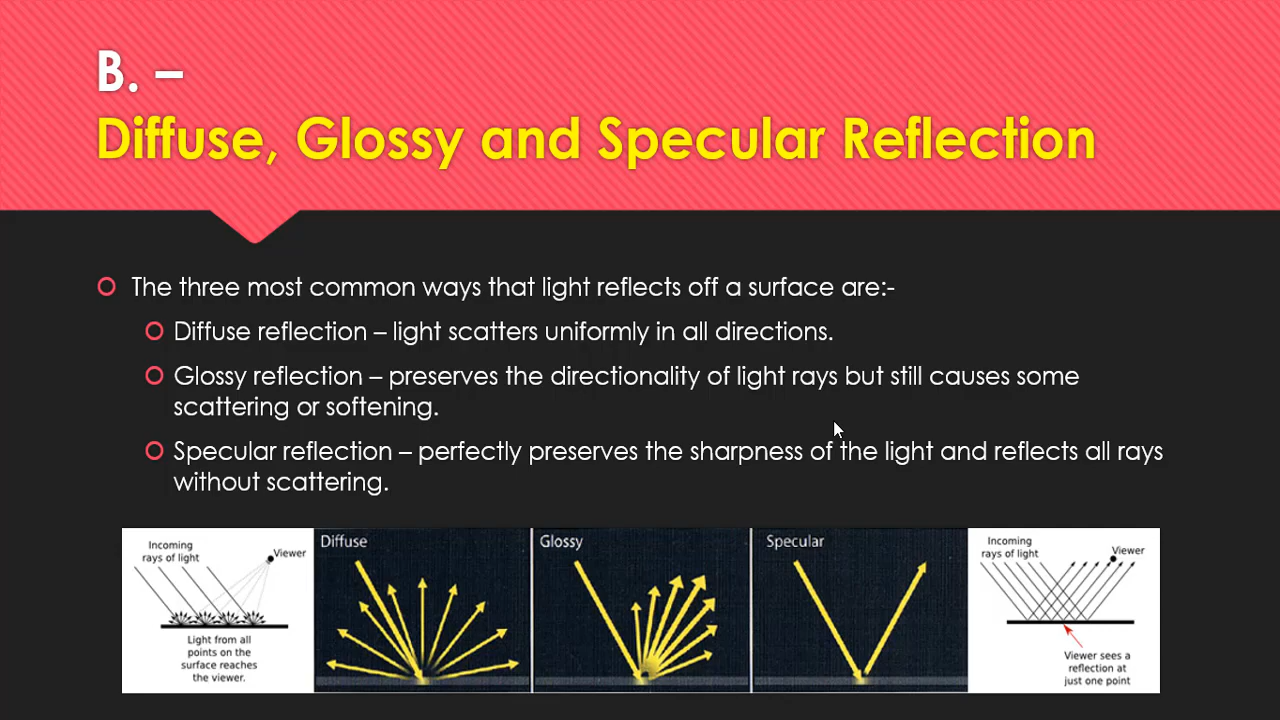 B. –
Diffuse, Glossy and Specular Reflection
The three most common ways that light reflects off a surface are:-
Diffuse reflection – light scatters uniformly in all directions.
Glossy reflection – preserves the directionality of light rays but still causes some
scattering or softening.
Specular reflection – perfectly preserves the sharpness of the light and reflects all rays
without scattering.
Incoming
rays of light
Viewer
Light from all
points on the
surface reaches
the viewer.
Diffuse
Glossy
Specular
Incoming
rays of light
Viewer
Viewer sees a
reflection at
just one point